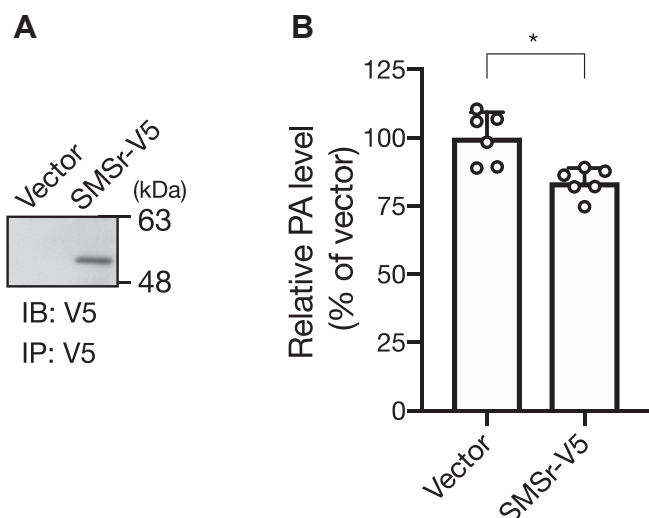 A
Vector
SMSr-V5
(kDa)
63
48
IB: V5
IP: V5
B
*
Relative PA level
(% of vector)
125
100
75
50
25
0
Vector
SMSr-V5